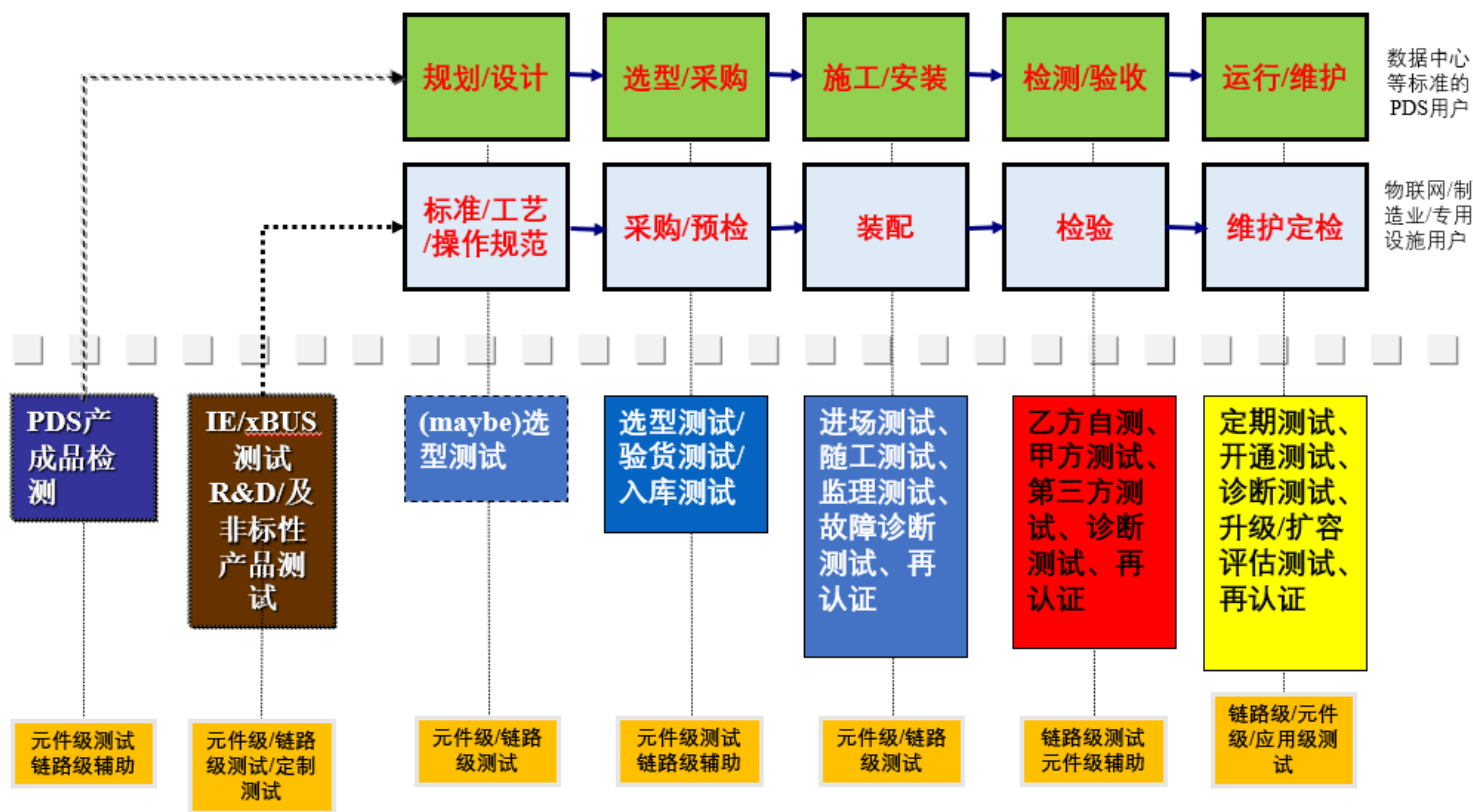 规划/设计
选型/采购
施工/安装
检测/验收
运行/维护
数据中心
等标准的
PDS用户
标准/工艺
/操作规范
采购/预检
装配
检验
维护定检
物联网/制
造业/专用
设施用户
PDS产
成品检
测
IE/xBUS
测试
R&D/及
非标性
产品测
试
(maybe)选
型测试
选型测试/
验货测试/
入库测试
进场测试、
随工测试、
监理测试、
故障诊断
测试、再
认证
乙方自测、
甲方测试、
第三方测
试、诊断
测试、再
认证
定期测试、
开通测试、
诊断测试、
升级/扩容
评估测试、
再认证
元件级测试
链路级辅助
元件级/链路
级测试/定制
测试
元件级/链路
级测试
元件级测试
链路级辅助
元件级/链路
级测试
链路级测试
元件级辅助
链路级/元件
级/应用级测
试